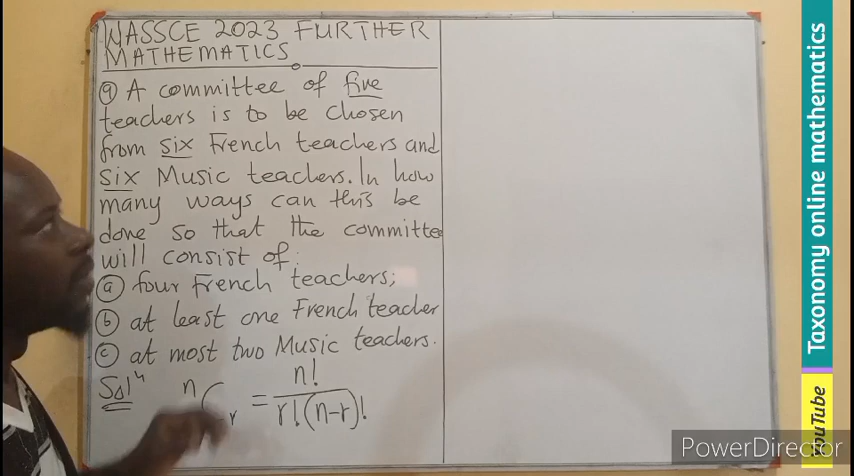 WASSCE 2023 FURTHER
MATHEMATICS
9 A committee of five
teachers is to be chosen
from six French teachers and
six Music teachers. In how
many ways can this be
done so that the committee
will consist of:
a four French teachers;
b at least one French teacher
c at most two Music teachers.
Solⁿ
nCr = n!/r!(n-r)!
Taxonomy online mathematics
YouTube
PowerDirector